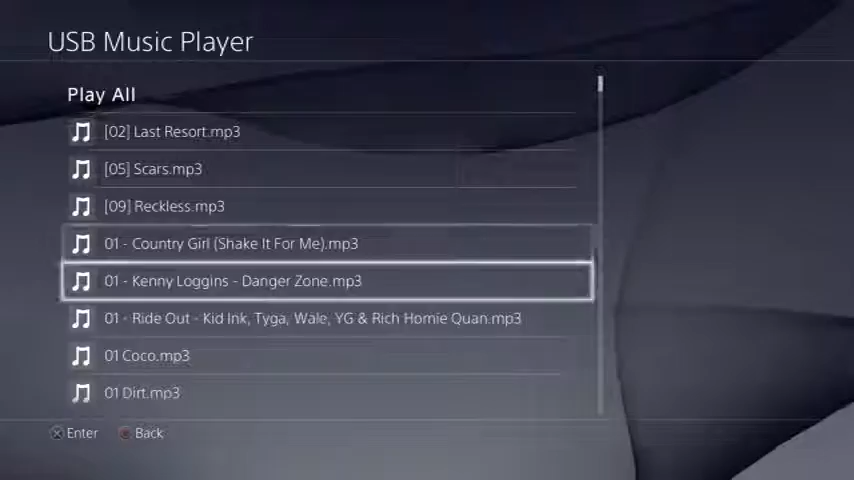 USB Music Player
Play All
[02] Last Resort.mp3
[05] Scars.mp3
[09] Reckless.mp3
01 - Country Girl (Shake It For Me).mp3
01 - Kenny Loggins - Danger Zone.mp3
01 - Ride Out - Kid Ink, Tyga, Wale, YG & Rich Homie Quan.mp3
01 Coco.mp3
01 Dirt.mp3
Enter Back